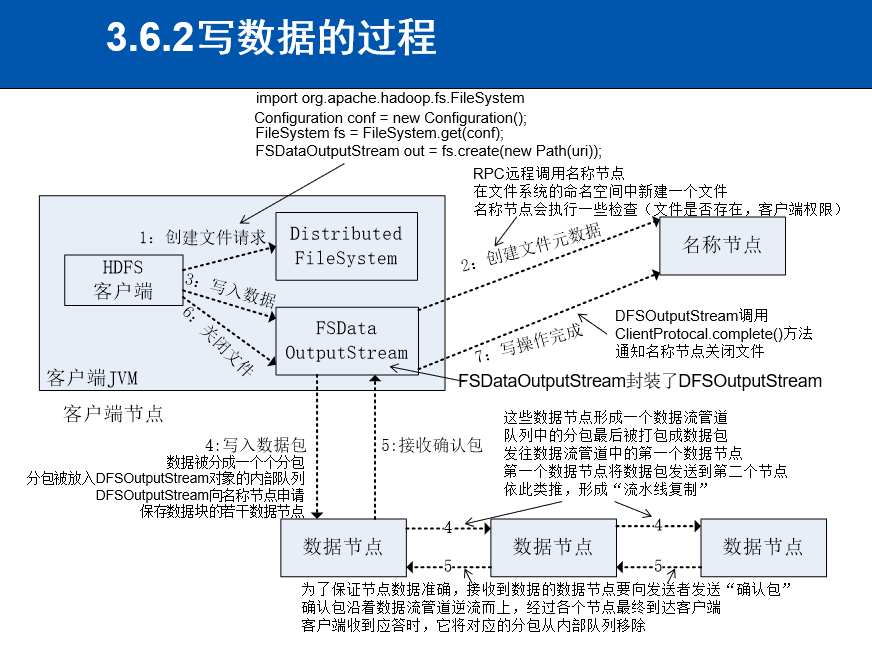 3.6.2写数据的过程
import org.apache.hadoop.fs.FileSystem
Configuration conf = new Configuration();
FileSystem fs = FileSystem.get(conf);
FSDataOutputStream out = fs.create(new Path(uri));
RPC远程调用名称节点
在文件系统的命名空间中新建一个文件
名称节点会执行一些检查（文件是否存在，客户端权限）
1：创建文件请求
Distributed
FileSystem
2：创建文件元数据
名称节点
HDFS
客户端
3：写入数据
6：关闭文件
FSData
OutputStream
7：写操作完成
DFSOutputStream调用
ClientProtocal.complete()方法
通知名称节点关闭文件
客户端JVM
FSDataOutputStream封装了DFSOutputStream
客户端节点
4:写入数据包
数据被分成一个个分包
分包被放入DFSOutputStream对象的内部队列
DFSOutputStream向名称节点申请
保存数据块的若干数据节点
5:接收确认包
这些数据节点形成一个数据流管道
队列中的分包最后被打包成数据包
发往数据流管道中的第一个数据节点
第一个数据节点将数据包发送到第二个节点
依此类推，形成“流水线复制”
数据节点
4
5
数据节点
4
5
数据节点
为了保证节点数据准确，接收到数据的数据节点要向发送者发送“确认包”
确认包沿着数据流管道逆流而上，经过各个节点最终到达客户端
客户端收到应答时，它将对应的分包从内部队列移除